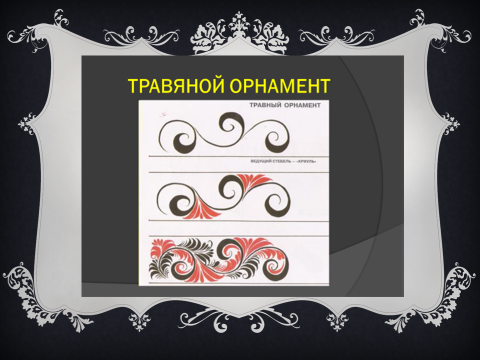 ТРАВЯНОЙ ОРНАМЕНТ
ТРАВНЫЙ ОРНАМЕНТ
ВЕДУЩИЙ СТЕБЕЛЬ – «КРИУЛЬ»